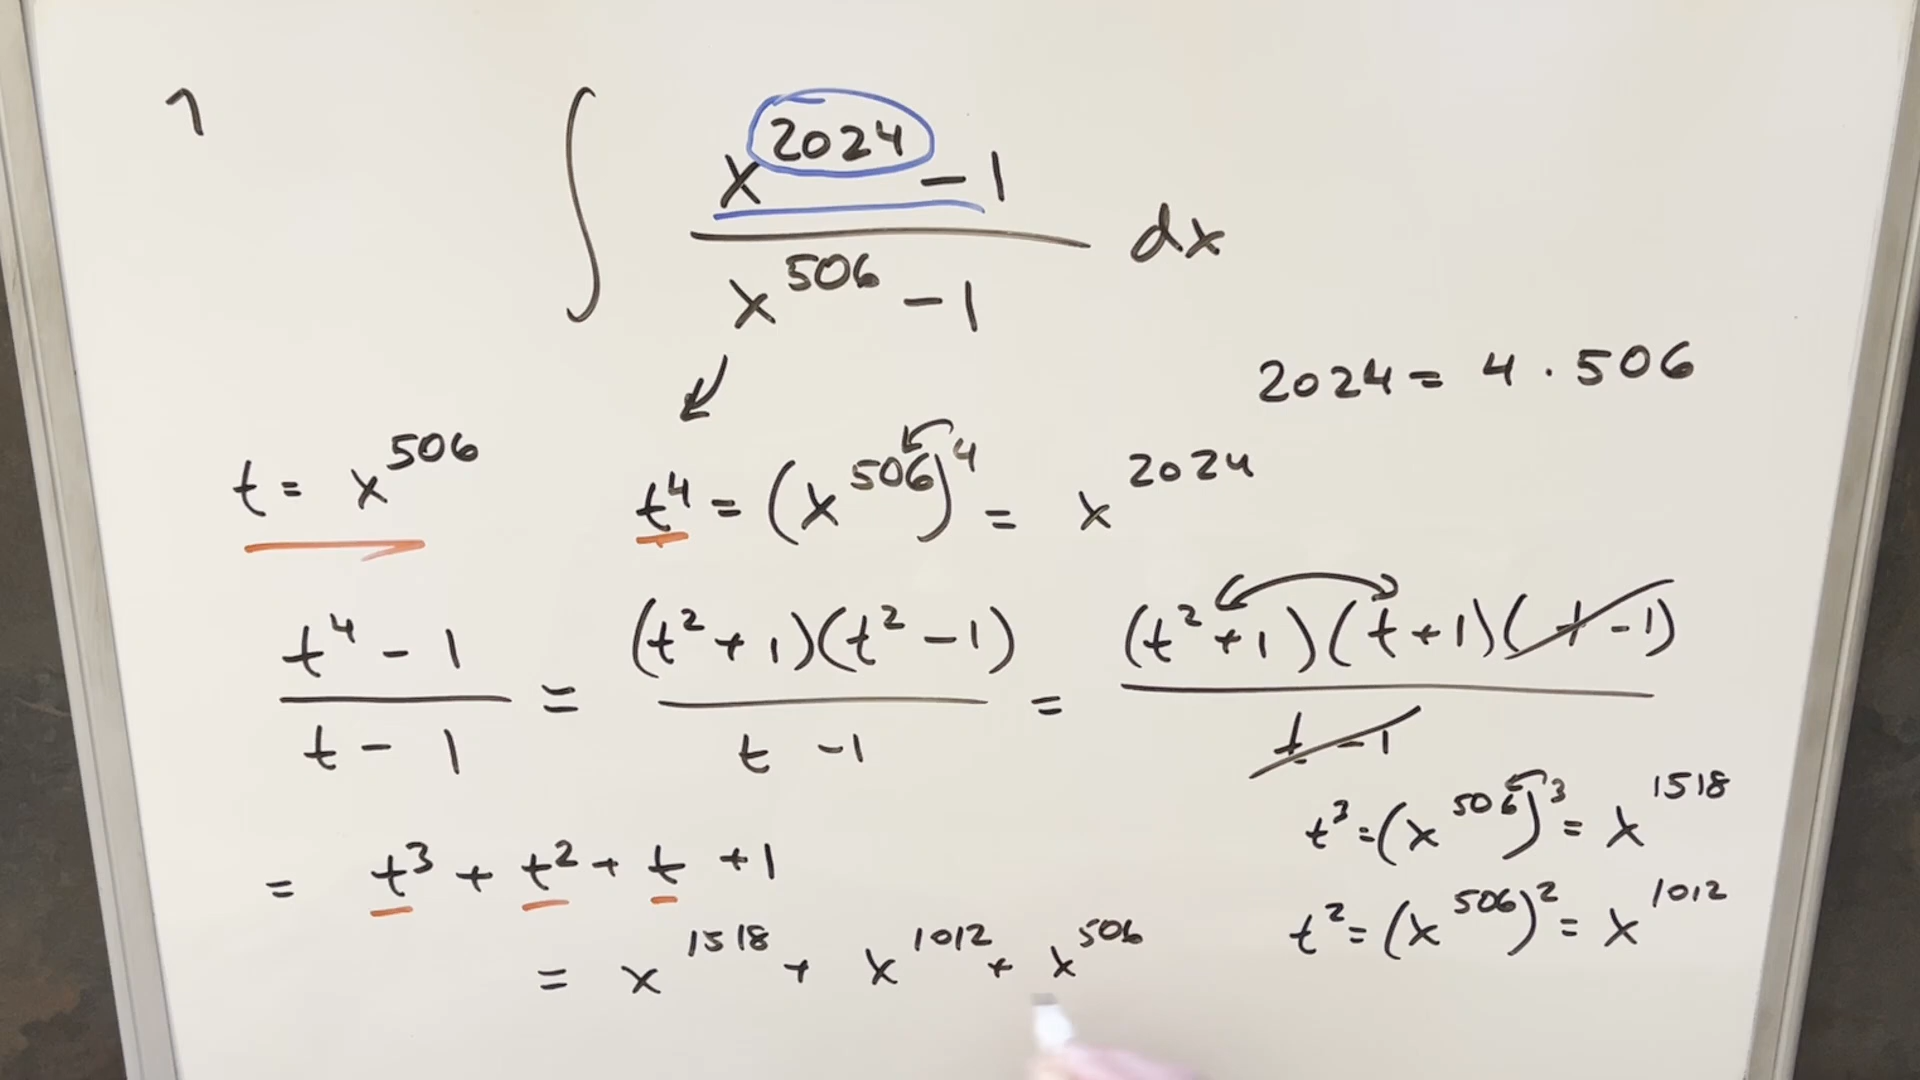 1
∫ (x^2024 - 1)/(x^506 - 1) dx
2024 = 4 · 506
t = x^506
t^4 = (x^506)^4 = x^2024
(t^4 - 1)/(t - 1) = ((t^2 + 1)(t^2 - 1))/(t - 1) = ((t^2 + 1)(t + 1)(t - 1))/(t - 1)
t^3 = (x^506)^3 = x^1518
= t^3 + t^2 + t + 1
t^2 = (x^506)^2 = x^1012
= x^1518 + x^1012 + x^506